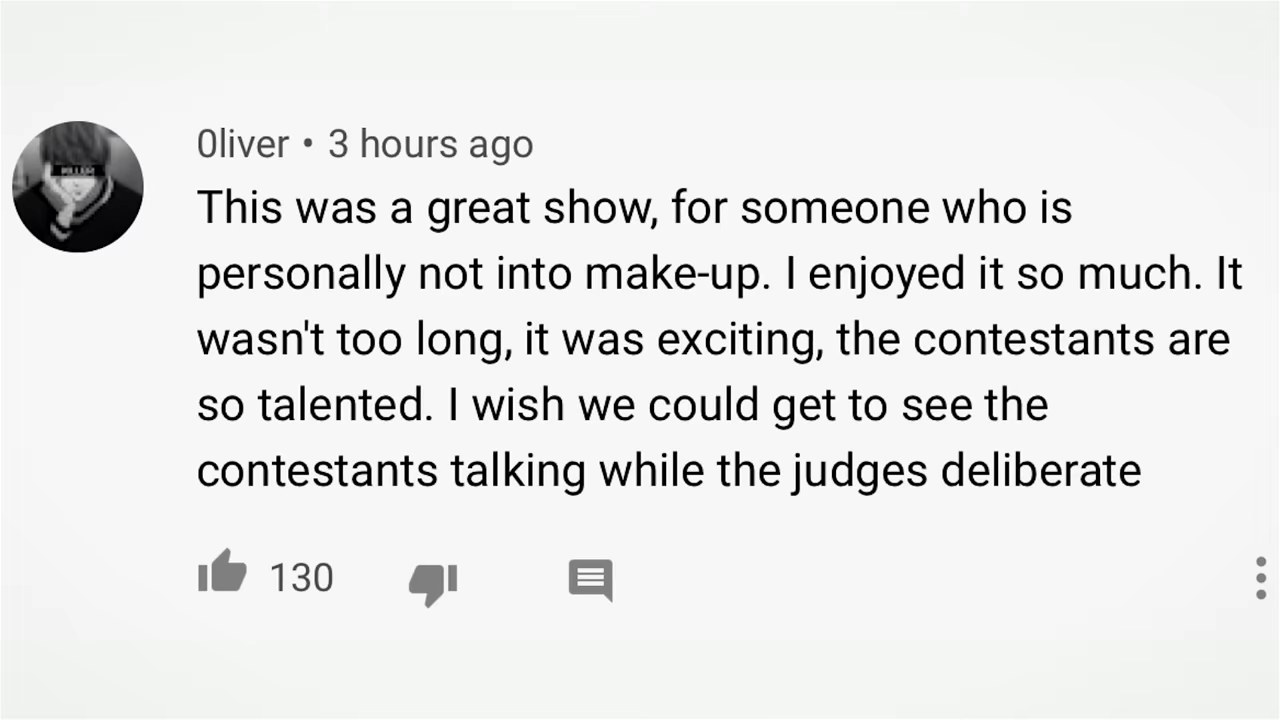 0liver • 3 hours ago
This was a great show, for someone who is
personally not into make-up. I enjoyed it so much. It
wasn't too long, it was exciting, the contestants are
so talented. I wish we could get to see the
contestants talking while the judges deliberate
130